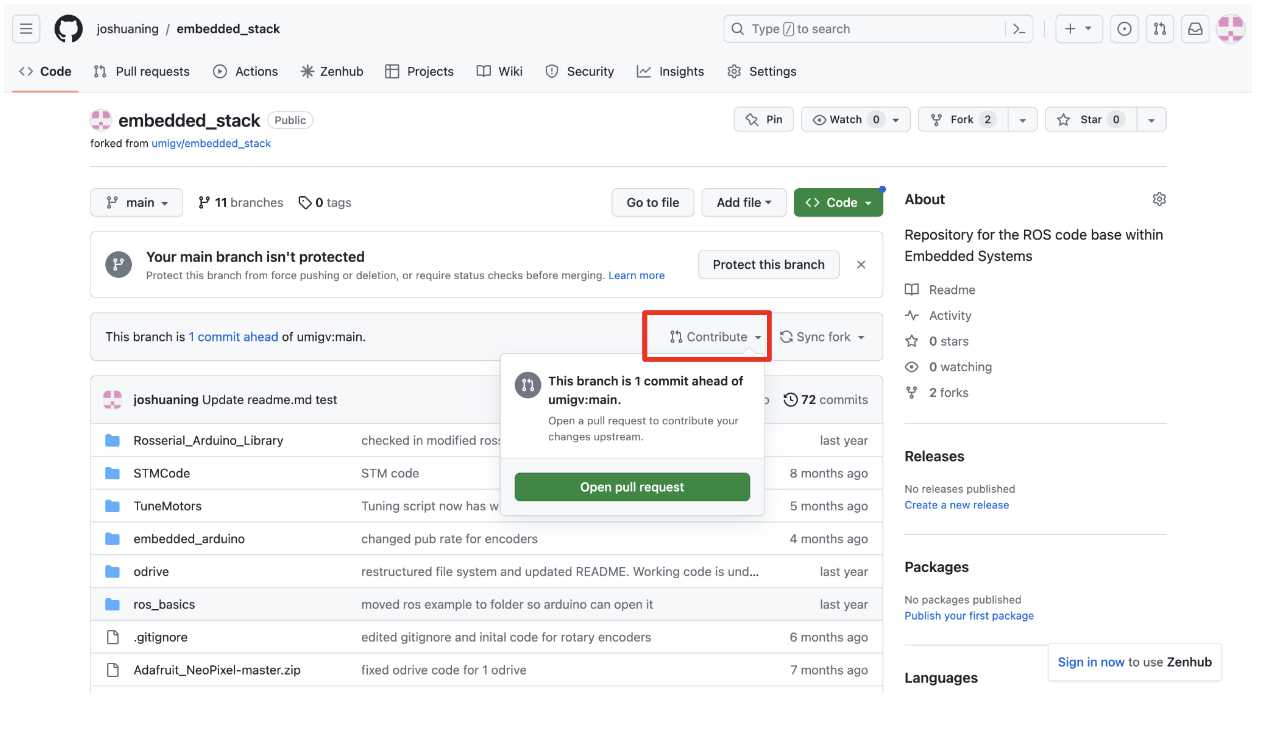 joshuaning / embedded_stack
Type / to search
Code Pull requests Actions Zenhub Projects Wiki Security Insights Settings
embedded_stack Public
forked from umigv/embedded_stack
Pin Watch 0 Fork 2 Star 0
main 11 branches 0 tags
Go to file Add file Code
Your main branch isn't protected
Protect this branch from force pushing or deletion, or require status checks before merging. Learn more
Protect this branch
This branch is 1 commit ahead of umigv:main.
Contribute Sync fork
This branch is 1 commit ahead of
umigv:main.
Open a pull request to contribute your
changes upstream.
Open pull request
joshuaning Update readme.md test
72 commits
Rosserial_Arduino_Library checked in modified ross last year
STMCode STM code 8 months ago
TuneMotors Tuning script now has w 5 months ago
embedded_arduino changed pub rate for encoders 4 months ago
odrive restructured file system and updated README. Working code is und... last year
ros_basics moved ros example to folder so arduino can open it last year
.gitignore edited gitignore and inital code for rotary encoders 6 months ago
Adafruit_NeoPixel-master.zip fixed odrive code for 1 odrive 7 months ago
About
Repository for the ROS code base within
Embedded Systems
Readme
Activity
0 stars
0 watching
2 forks
Releases
No releases published
Create a new release
Packages
No packages published
Publish your first package
Sign in now to use Zenhub
Languages